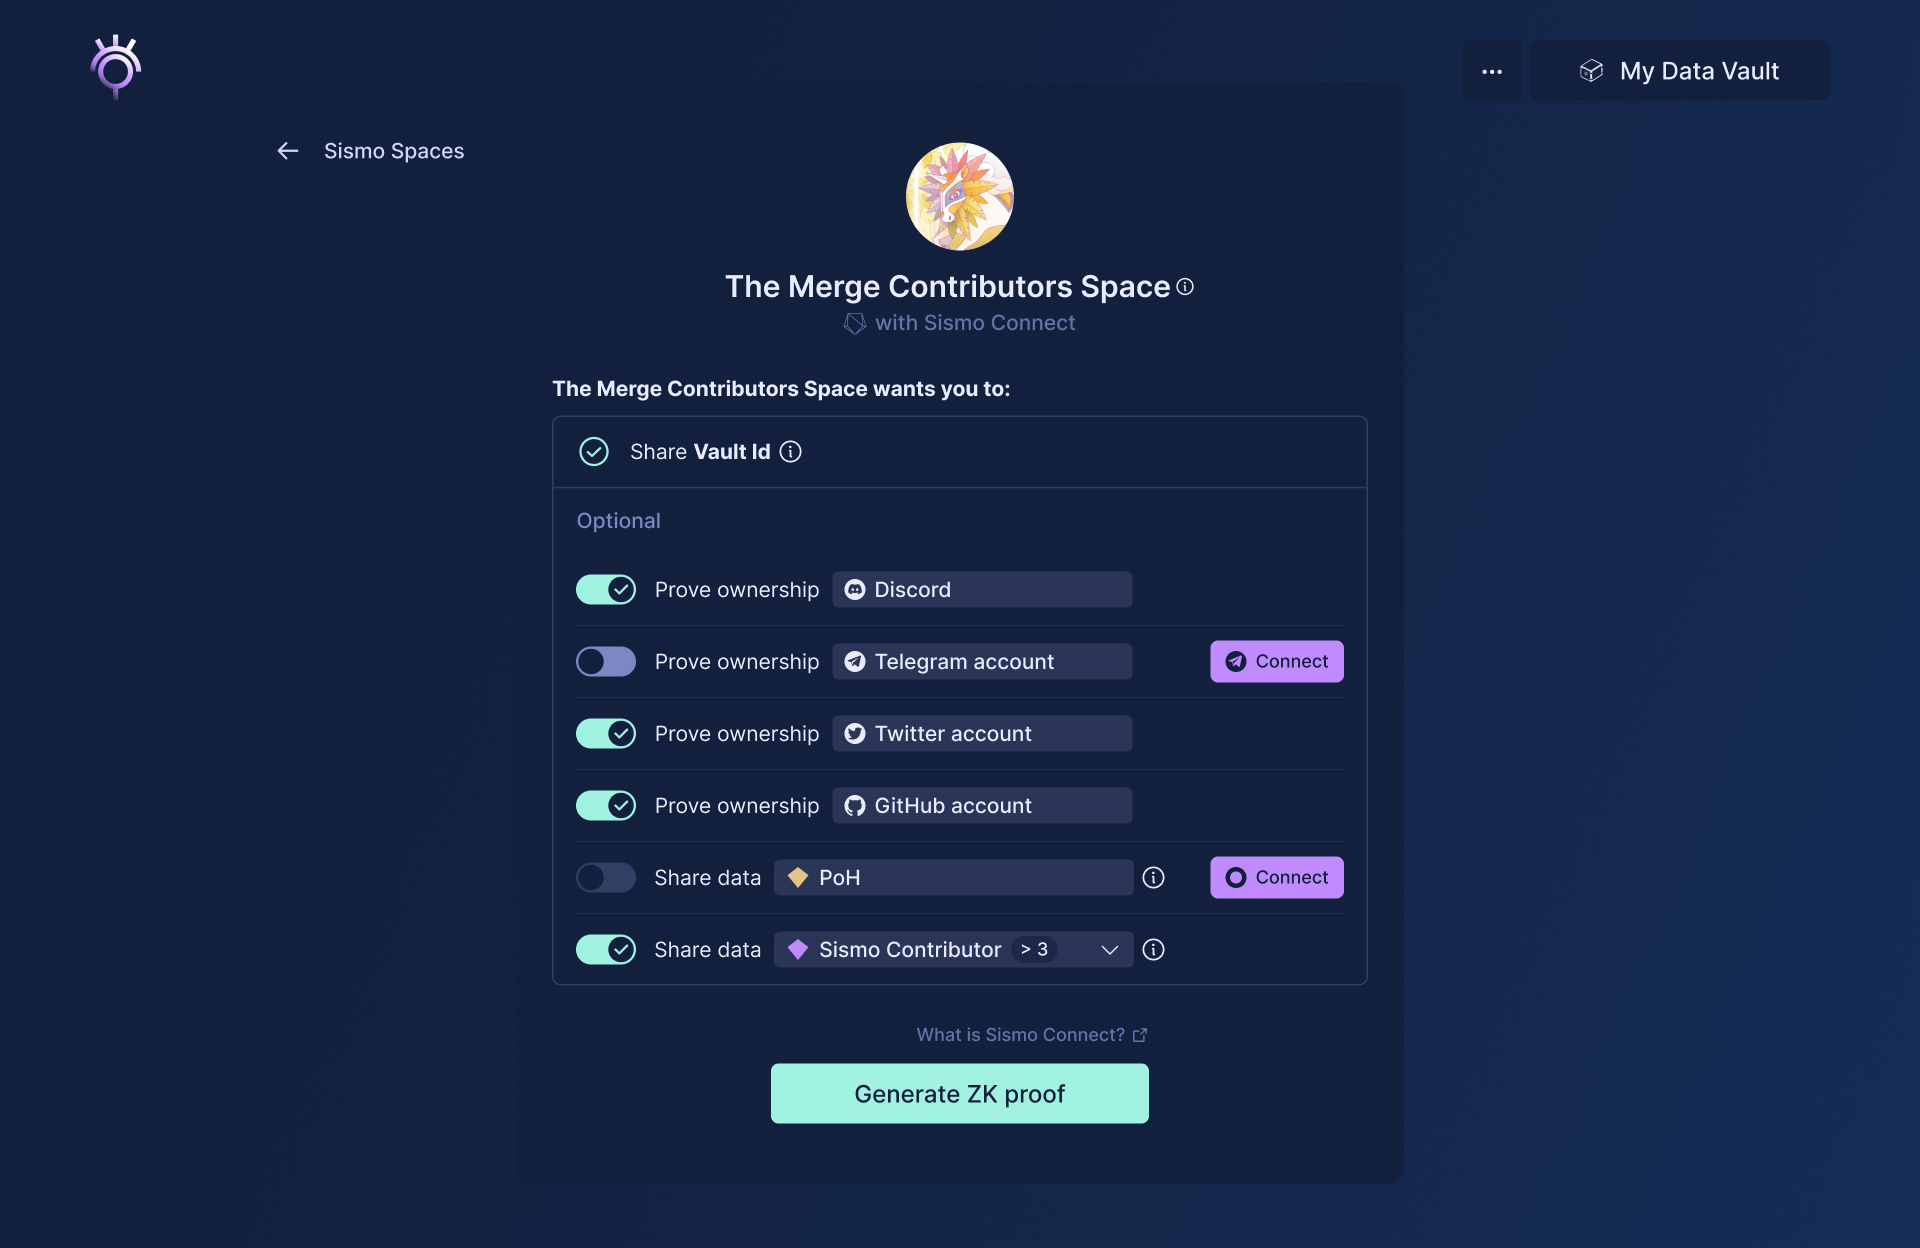 My Data Vault
Sismo Spaces
The Merge Contributors Space
with Sismo Connect
The Merge Contributors Space wants you to:
Share Vault Id
Optional
Prove ownership Discord
Prove ownership Telegram account Connect
Prove ownership Twitter account
Prove ownership GitHub account
Share data PoH Connect
Share data Sismo Contributor > 3
What is Sismo Connect?
Generate ZK proof